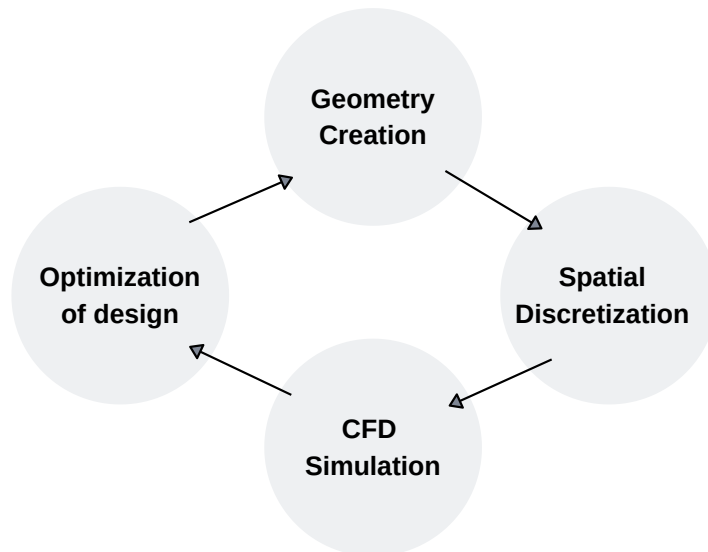 Geometry
Creation
Optimization
of design
Spatial
Discretization
CFD
Simulation